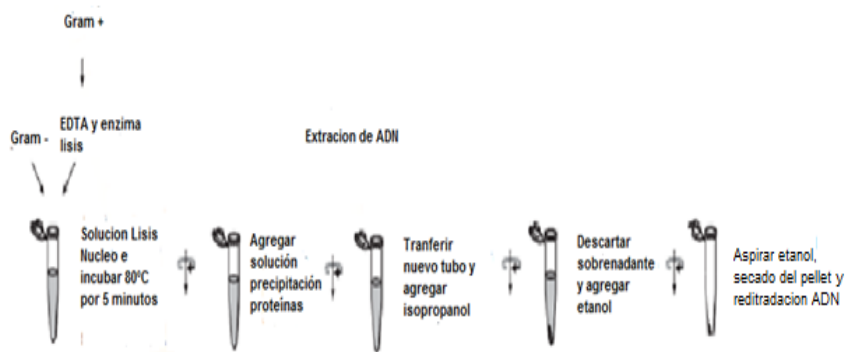 Gram +
EDTA y enzima
lisis
Gram -
Extracion de ADN
Solucion Lisis
Nucleo e
incubar 80ºC
por 5 minutos
Agregar
solución
precipitación
proteínas
Tranferir
nuevo tubo y
agregar
isopropanol
Descartar
sobrenadante
y agregar
etanol
Aspirar etanol,
secado del pellet y
reditradacion ADN